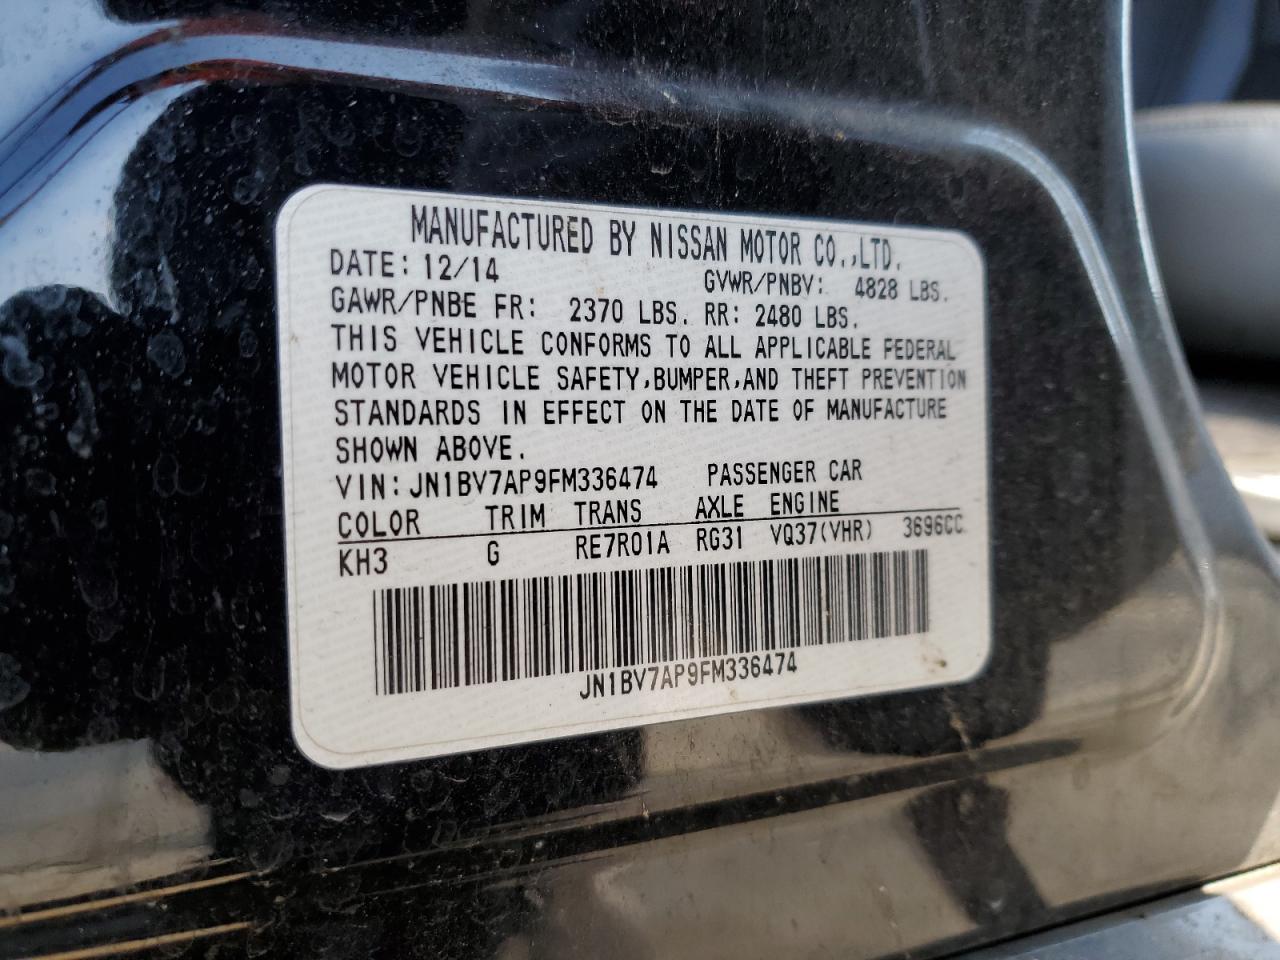 MANUFACTURED BY NISSAN MOTOR CO.,LTD.
DATE: 12/14 GVWR/PNBV: 4828 LBS.
GAWR/PNBE FR: 2370 LBS. RR: 2480 LBS.
THIS VEHICLE CONFORMS TO ALL APPLICABLE FEDERAL
MOTOR VEHICLE SAFETY,BUMPER,AND THEFT PREVENTION
STANDARDS IN EFFECT ON THE DATE OF MANUFACTURE
SHOWN ABOVE.
VIN:JN1BV7AP9FM336474 PASSENGER CAR
COLOR TRIM TRANS AXLE ENGINE
KH3 G RE7R01A RG31 VQ37(VHR) 3696CC
JN1BV7AP9FM336474